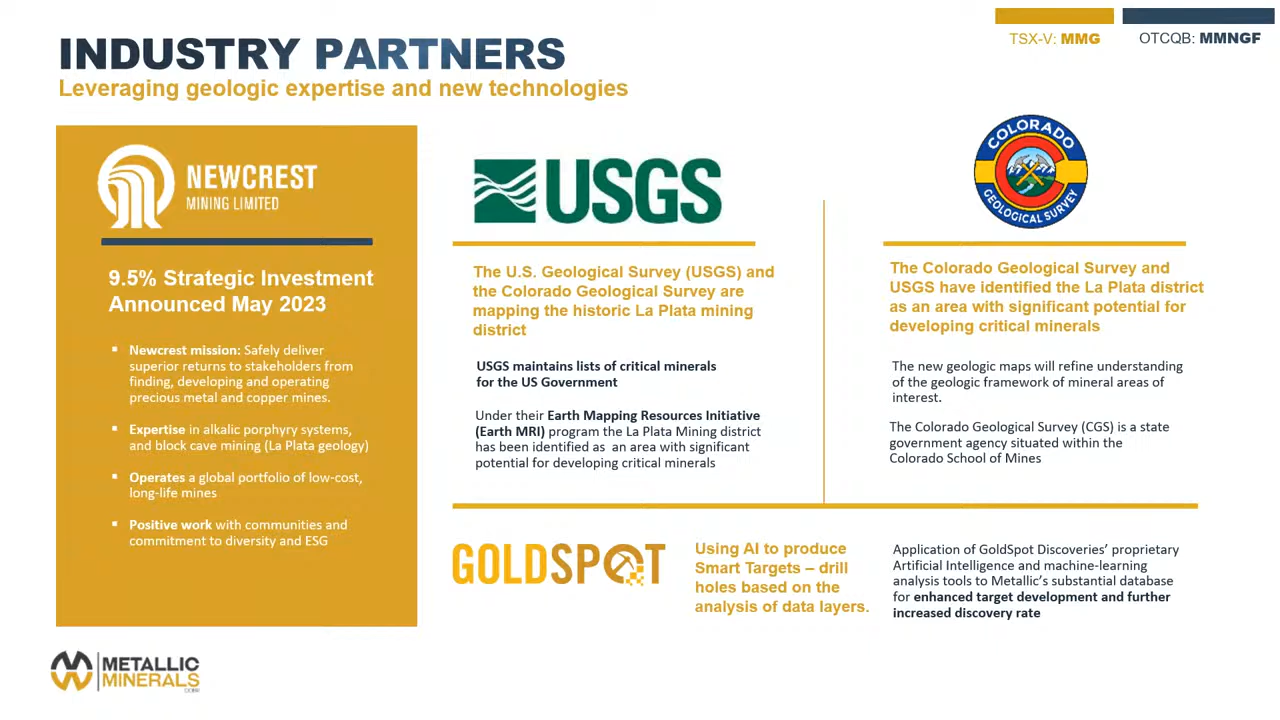 INDUSTRY PARTNERS
Leveraging geologic expertise and new technologies
TSX-V: MMG
OTCQB: MMNGF
NEWCREST
MINING LIMITED
9.5% Strategic Investment
Announced May 2023
▪ Newcrest mission: Safely deliver
superior returns to stakeholders from
finding, developing and operating
precious metal and copper mines.
▪ Expertise in alkalic porphyry systems,
and block cave mining (La Plata geology)
▪ Operates a global portfolio of low-cost,
long-life mines
▪ Positive work with communities and
commitment to diversity and ESG
USGS
The U.S. Geological Survey (USGS) and
the Colorado Geological Survey are
mapping the historic La Plata mining
district
USGS maintains lists of critical minerals
for the US Government
Under their Earth Mapping Resources Initiative
(Earth MRI) program the La Plata Mining district
has been identified as an area with significant
potential for developing critical minerals
COLORADO
GEOLOGICAL SURVEY
The Colorado Geological Survey and
USGS have identified the La Plata district
as an area with significant potential for
developing critical minerals
The new geologic maps will refine understanding
of the geologic framework of mineral areas of
interest.
The Colorado Geological Survey (CGS) is a state
government agency situated within the
Colorado School of Mines
GOLDSPOT
Using AI to produce
Smart Targets – drill
holes based on the
analysis of data layers.
Application of GoldSpot Discoveries' proprietary
Artificial Intelligence and machine-learning
analysis tools to Metallic's substantial database
for enhanced target development and further
increased discovery rate
METALLIC
MINERALS
CORP